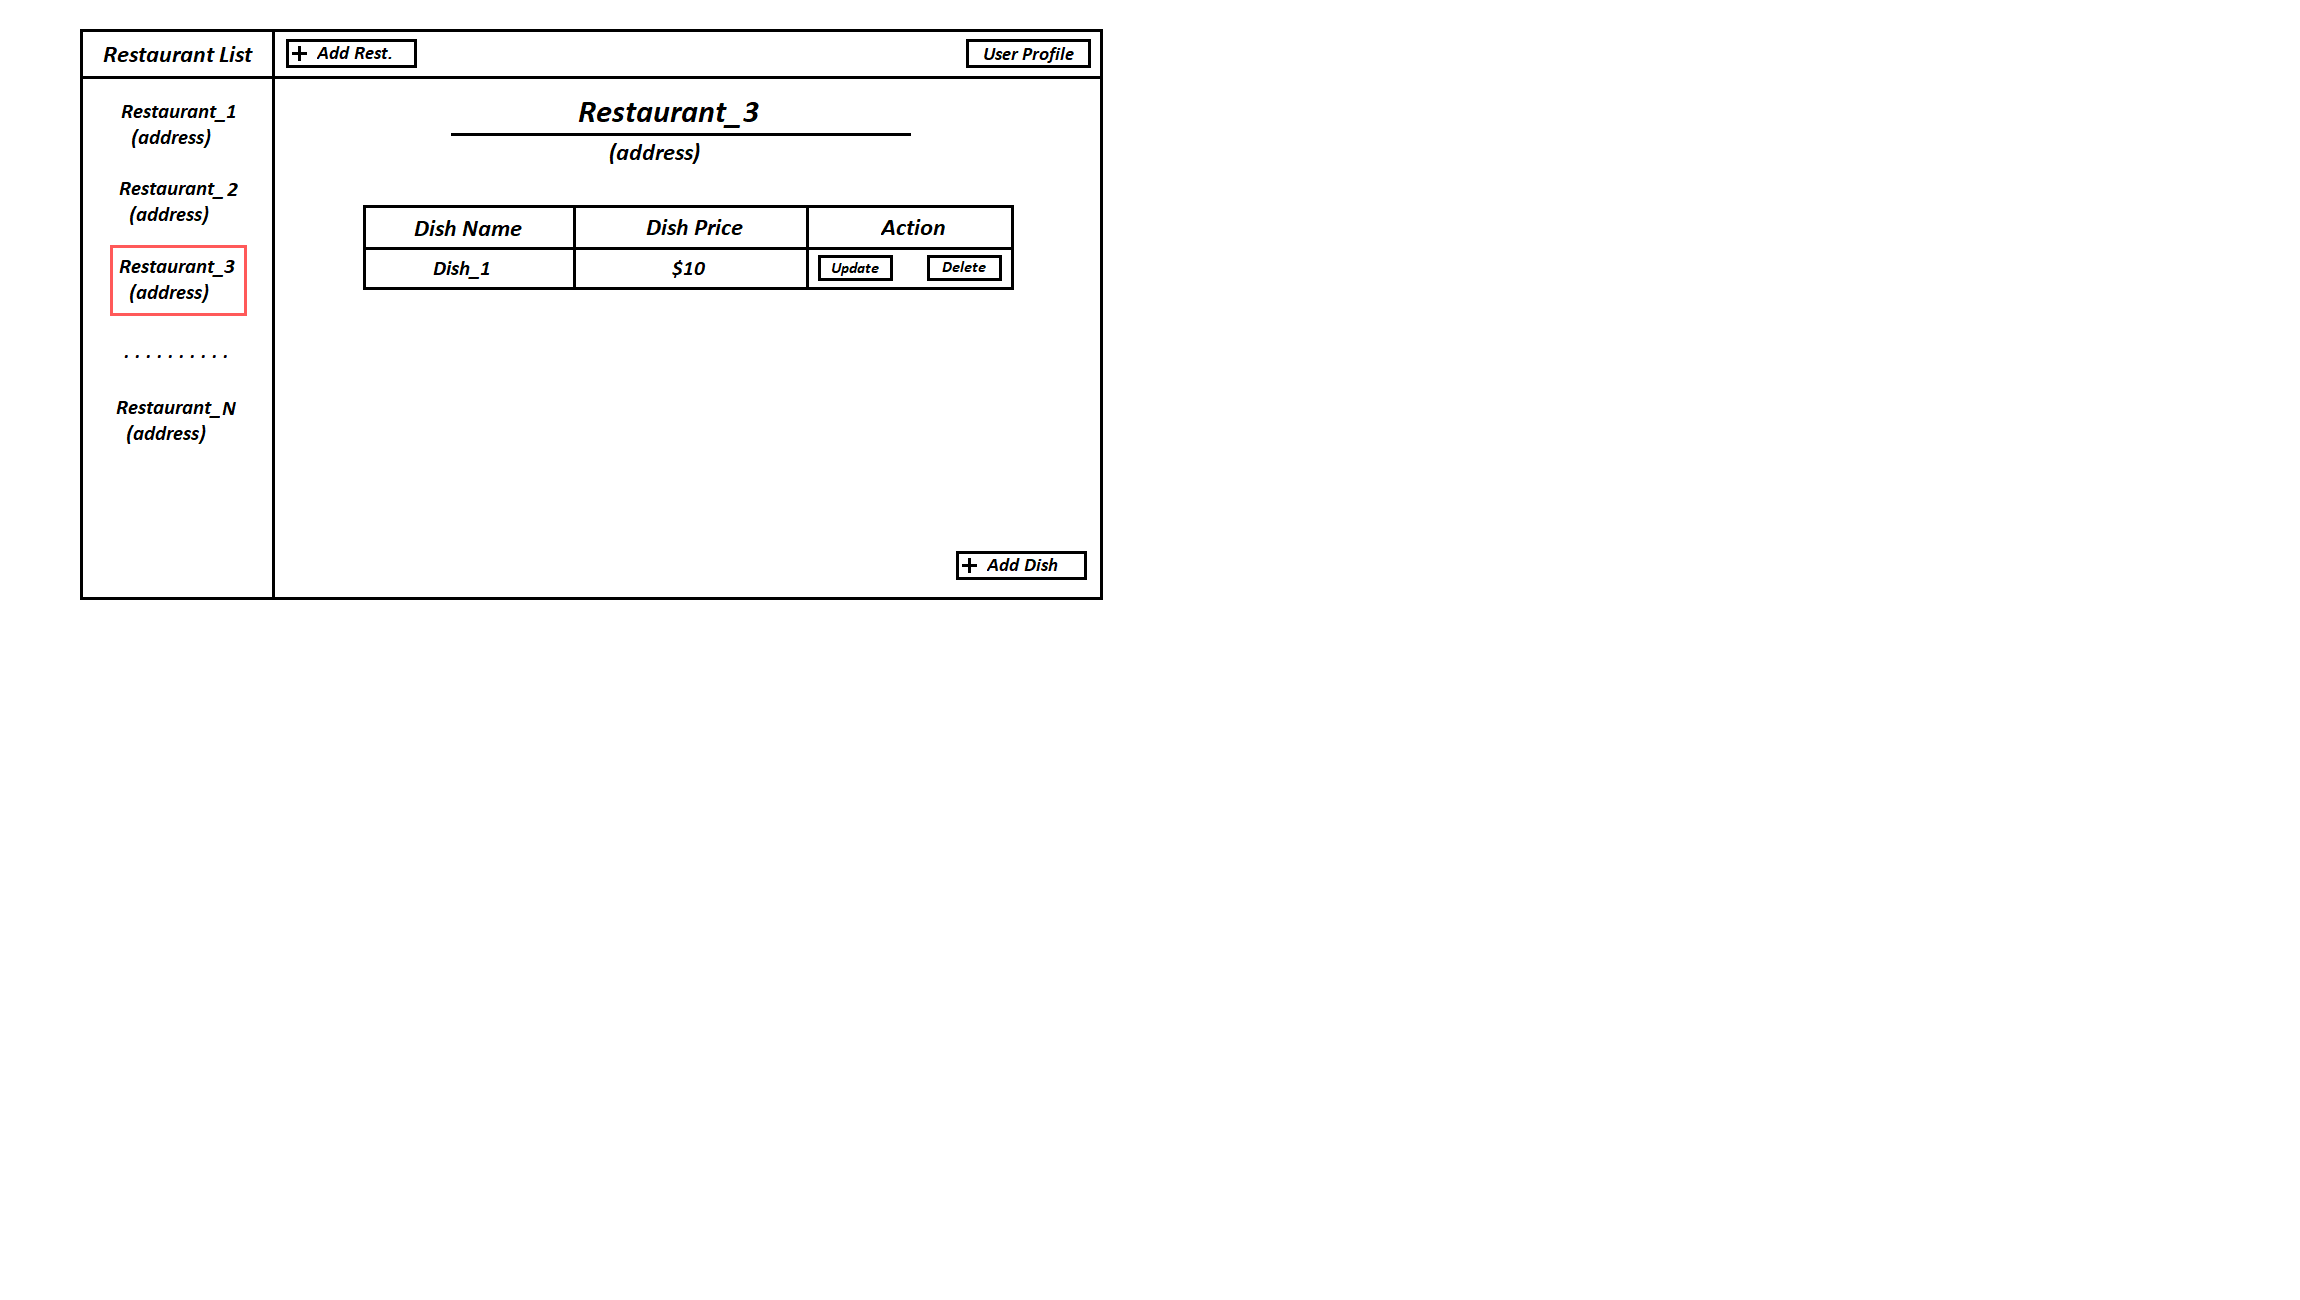 Restaurant List
+ Add Rest.
User Profile
Restaurant_1
(address)
Restaurant_2
(address)
Restaurant_3
(address)
. . . . . . . . . .
Restaurant_N
(address)
Restaurant_3
(address)
Dish Name Dish Price Action
Dish_1 $10 Update Delete
+ Add Dish